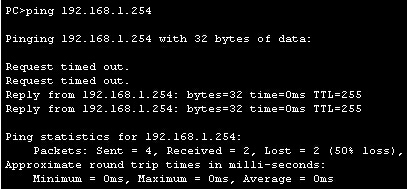 PC>ping 192.168.1.254
Pinging 192.168.1.254 with 32 bytes of data:
Request timed out.
Request timed out.
Reply from 192.168.1.254: bytes=32 time=0ms TTL=255
Reply from 192.168.1.254: bytes=32 time=0ms TTL=255
Ping statistics for 192.168.1.254:
    Packets: Sent = 4, Received = 2, Lost = 2 (50% loss),
Approximate round trip times in milli-seconds:
    Minimum = 0ms, Maximum = 0ms, Average = 0ms